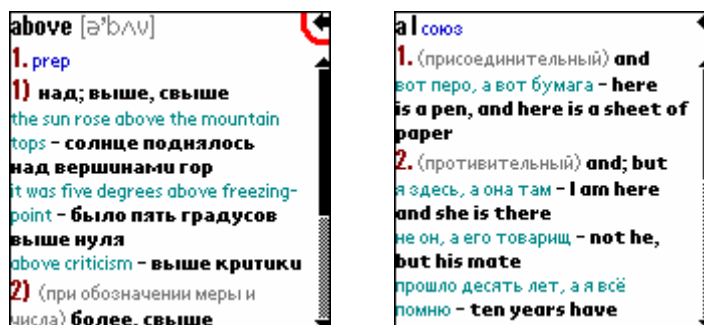 above [ə'bʌv]
1. prep
1) над; выше, свыше
the sun rose above the mountain
tops – солнце поднялось
над вершинами гор
it was five degrees above freezing-
point – было пять градусов
выше нуля
above criticism – выше критики
2) (при обозначении меры и
числа) более, свыше
a I союз
1. (присоединительный) and
вот перо, а вот бумага – here
is a pen, and here is a sheet of
paper
2. (противительный) and; but
я здесь, а она там – I am here
and she is there
не он, а его товарищ – not he,
but his mate
прошло десять лет, а я всё
помню – ten years have